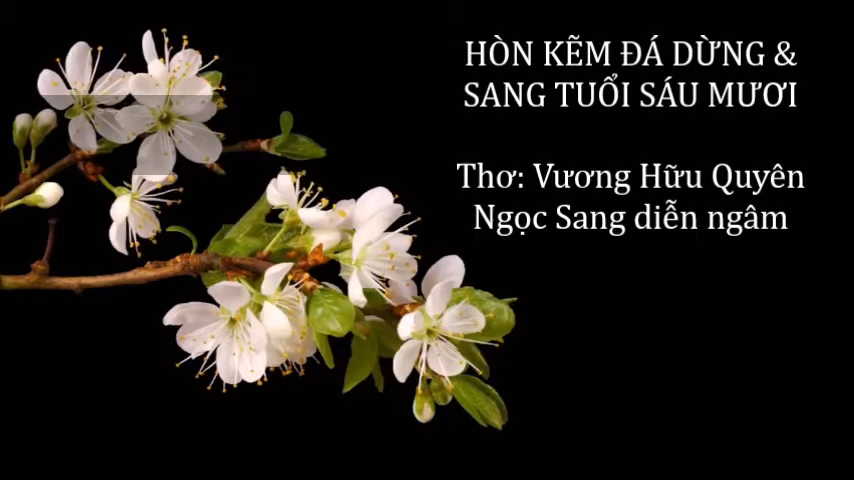 HÒN KẼM ĐÁ DỪNG &
SANG TUỔI SÁU MƯƠI
Thơ: Vương Hữu Quyên
Ngọc Sang diễn ngâm